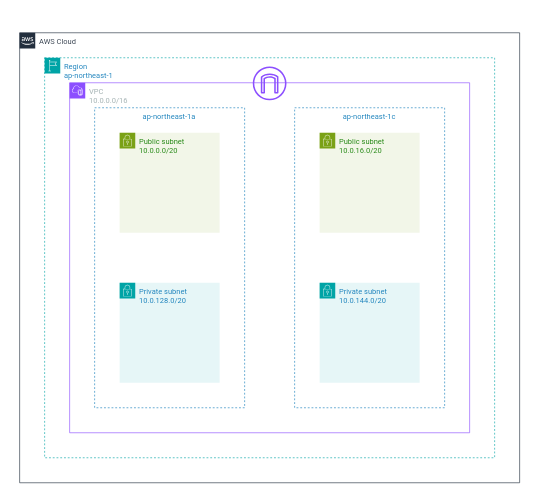 aws
AWS Cloud
Region
ap-northeast-1
VPC
10.0.0.0/16
ap-northeast-1a
ap-northeast-1c
Public subnet
10.0.0.0/20
Public subnet
10.0.16.0/20
Private subnet
10.0.128.0/20
Private subnet
10.0.144.0/20